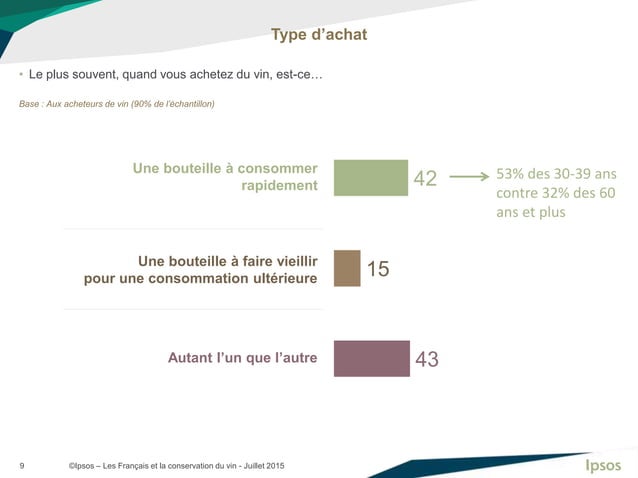 Type d’achat
• Le plus souvent, quand vous achetez du vin, est-ce…
Base : Aux acheteurs de vin (90% de l’échantillon)
Une bouteille à consommer
rapidement
42
53% des 30-39 ans
contre 32% des 60
ans et plus
Une bouteille à faire vieillir
pour une consommation ultérieure
15
Autant l’un que l’autre
43
9 ©Ipsos – Les Français et la conservation du vin - Juillet 2015
Ipsos